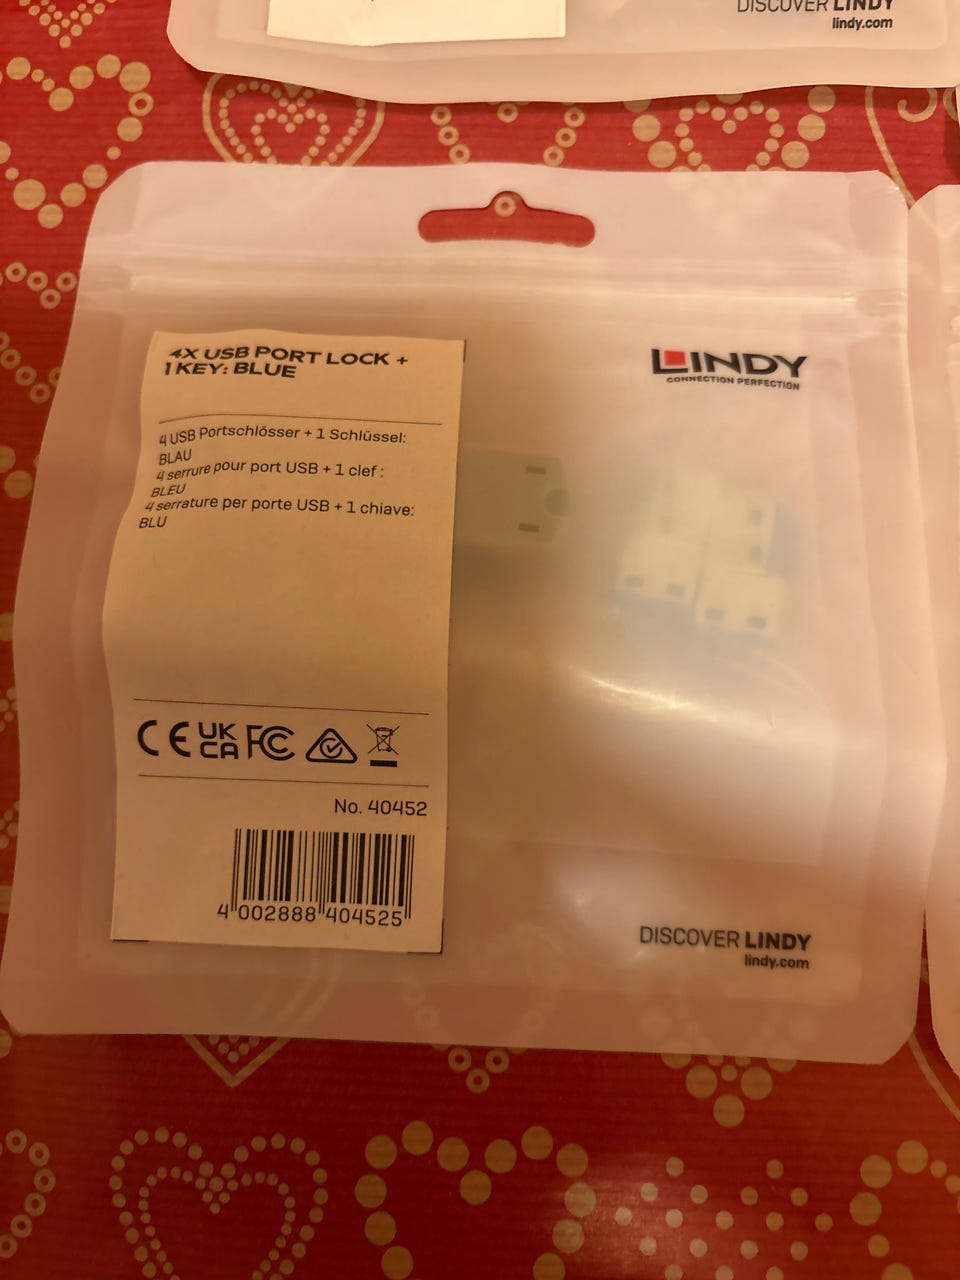 DISCOVER LINDY
lindy.com
4X USB PORT LOCK +
1 KEY: BLUE
LINDY
CONNECTION PERFECTION
4 USB Portschlösser + 1 Schlüssel:
BLAU
4 serrure pour port USB + 1 clef :
BLEU
4 serrature per porte USB + 1 chiave:
BLU
CE UK CA FC
No. 40452
4 002888 404525
DISCOVER LINDY
lindy.com